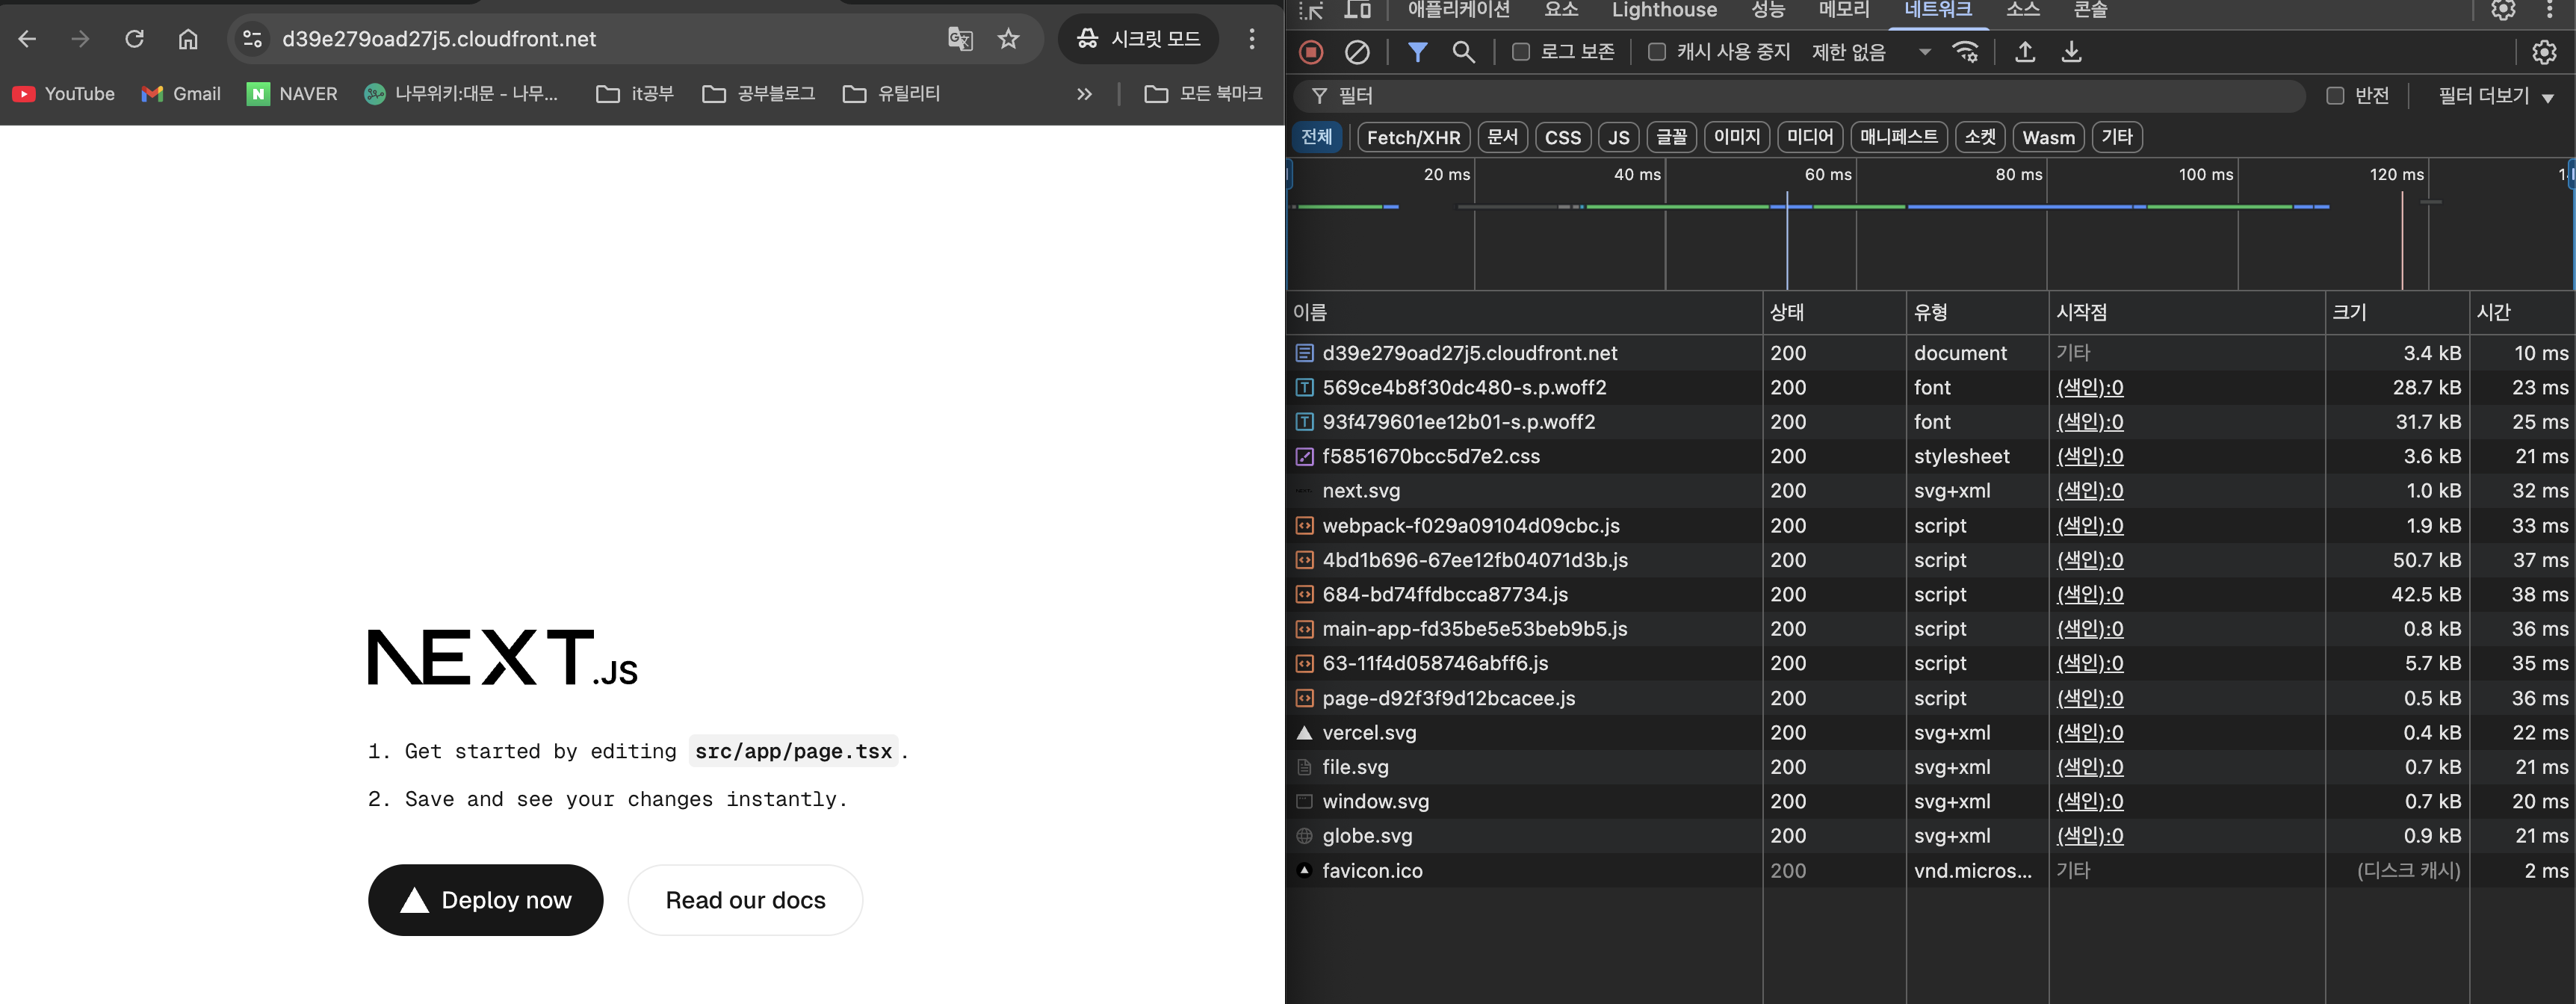 d39e279oad27j5.cloudfront.net
시크릿 모드
YouTube
Gmail
NAVER
나무위키:대문 - 나무...
it공부
공부블로그
유틸리티
모든 북마크
NEXT.JS
1. Get started by editing src/app/page.tsx.
2. Save and see your changes instantly.
Deploy now
Read our docs
애플리케이션 요소 Lighthouse 성능 메모리 네트워크 소스 콘솔
로그 보존 캐시 사용 중지 제한 없음
필터 반전 필터 더보기
전체 Fetch/XHR 문서 CSS JS 글꼴 이미지 미디어 매니페스트 소켓 Wasm 기타
20 ms 40 ms 60 ms 80 ms 100 ms 120 ms
이름 상태 유형 시작점 크기 시간
d39e279oad27j5.cloudfront.net 200 document 기타 3.4 kB 10 ms
569ce4b8f30dc480-s.p.woff2 200 font (색인):0 28.7 kB 23 ms
93f479601ee12b01-s.p.woff2 200 font (색인):0 31.7 kB 25 ms
f5851670bcc5d7e2.css 200 stylesheet (색인):0 3.6 kB 21 ms
next.svg 200 svg+xml (색인):0 1.0 kB 32 ms
webpack-f029a09104d09cbc.js 200 script (색인):0 1.9 kB 33 ms
4bd1b696-67ee12fb04071d3b.js 200 script (색인):0 50.7 kB 37 ms
684-bd74ffdbcca87734.js 200 script (색인):0 42.5 kB 38 ms
main-app-fd35be5e53beb9b5.js 200 script (색인):0 0.8 kB 36 ms
63-11f4d058746abff6.js 200 script (색인):0 5.7 kB 35 ms
page-d92f3f9d12bcacee.js 200 script (색인):0 0.5 kB 36 ms
vercel.svg 200 svg+xml (색인):0 0.4 kB 22 ms
file.svg 200 svg+xml (색인):0 0.7 kB 21 ms
window.svg 200 svg+xml (색인):0 0.7 kB 20 ms
globe.svg 200 svg+xml (색인):0 0.9 kB 21 ms
favicon.ico 200 vnd.micros... 기타 (디스크 캐시) 2 ms